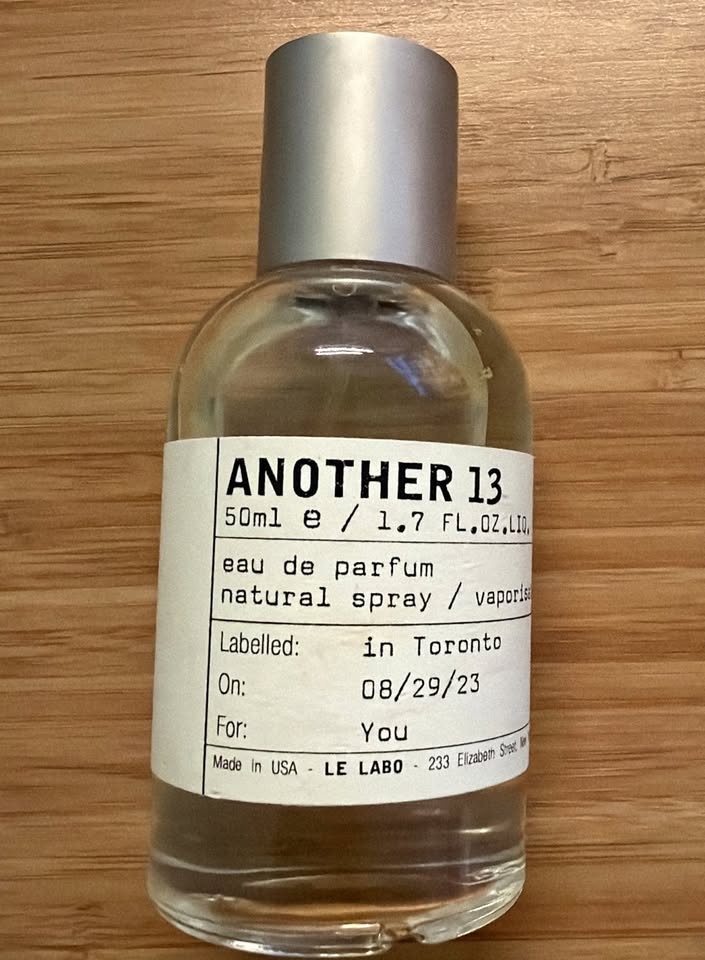 ANOTHER 13
50ml e / 1.7 FL.OZ.LIQ.
eau de parfum
natural spray /
Labelled: in Toronto
On: 08/29/23
For: You
Made in USA - LE LABO - 233 Elizabeth Street,